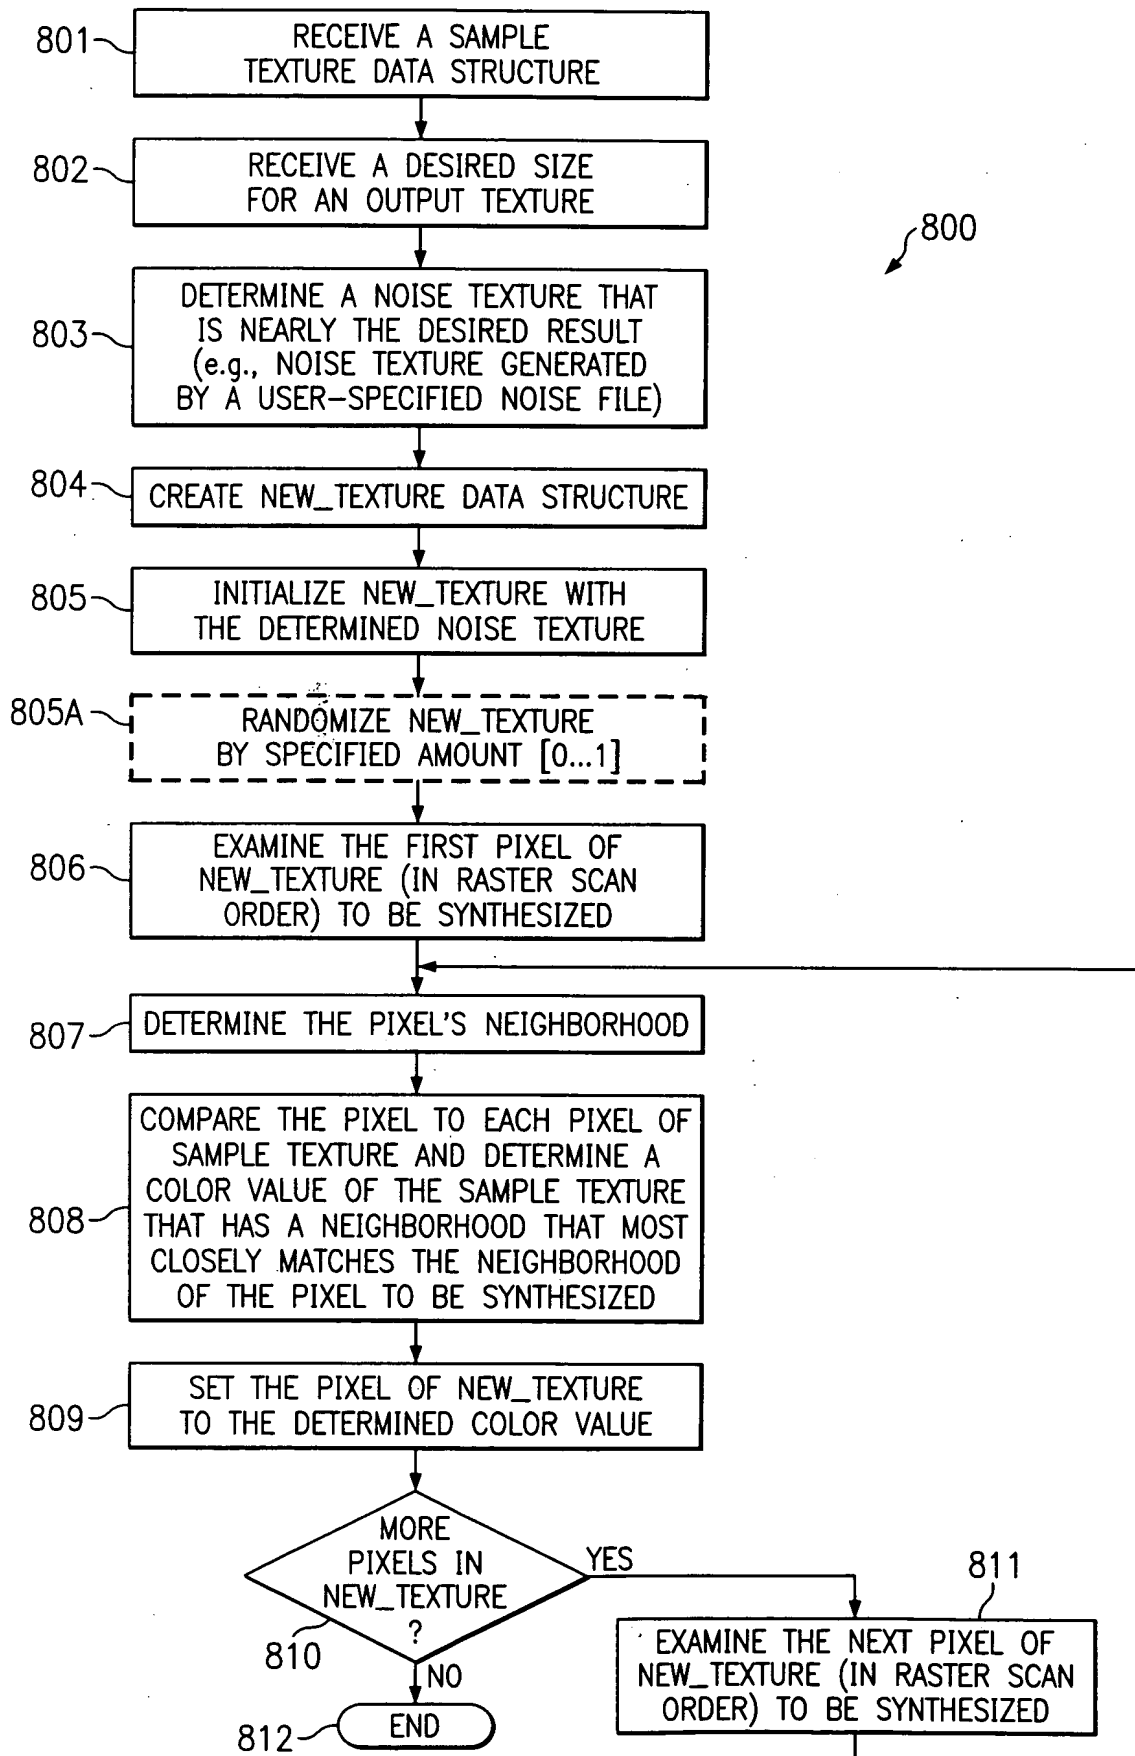 801
RECEIVE A SAMPLE
TEXTURE DATA STRUCTURE
802
RECEIVE A DESIRED SIZE
FOR AN OUTPUT TEXTURE
800
803
DETERMINE A NOISE TEXTURE THAT
IS NEARLY THE DESIRED RESULT
(e.g., NOISE TEXTURE GENERATED
BY A USER-SPECIFIED NOISE FILE)
804
CREATE NEW_TEXTURE DATA STRUCTURE
805
INITIALIZE NEW_TEXTURE WITH
THE DETERMINED NOISE TEXTURE
805A
RANDOMIZE NEW_TEXTURE
BY SPECIFIED AMOUNT [0...1]
806
EXAMINE THE FIRST PIXEL OF
NEW_TEXTURE (IN RASTER SCAN
ORDER) TO BE SYNTHESIZED
807
DETERMINE THE PIXEL'S NEIGHBORHOOD
808
COMPARE THE PIXEL TO EACH PIXEL OF
SAMPLE TEXTURE AND DETERMINE A
COLOR VALUE OF THE SAMPLE TEXTURE
THAT HAS A NEIGHBORHOOD THAT MOST
CLOSELY MATCHES THE NEIGHBORHOOD
OF THE PIXEL TO BE SYNTHESIZED
809
SET THE PIXEL OF NEW_TEXTURE
TO THE DETERMINED COLOR VALUE
MORE
PIXELS IN
NEW_TEXTURE
?
810
YES
NO
811
EXAMINE THE NEXT PIXEL OF
NEW_TEXTURE (IN RASTER SCAN
ORDER) TO BE SYNTHESIZED
812
END